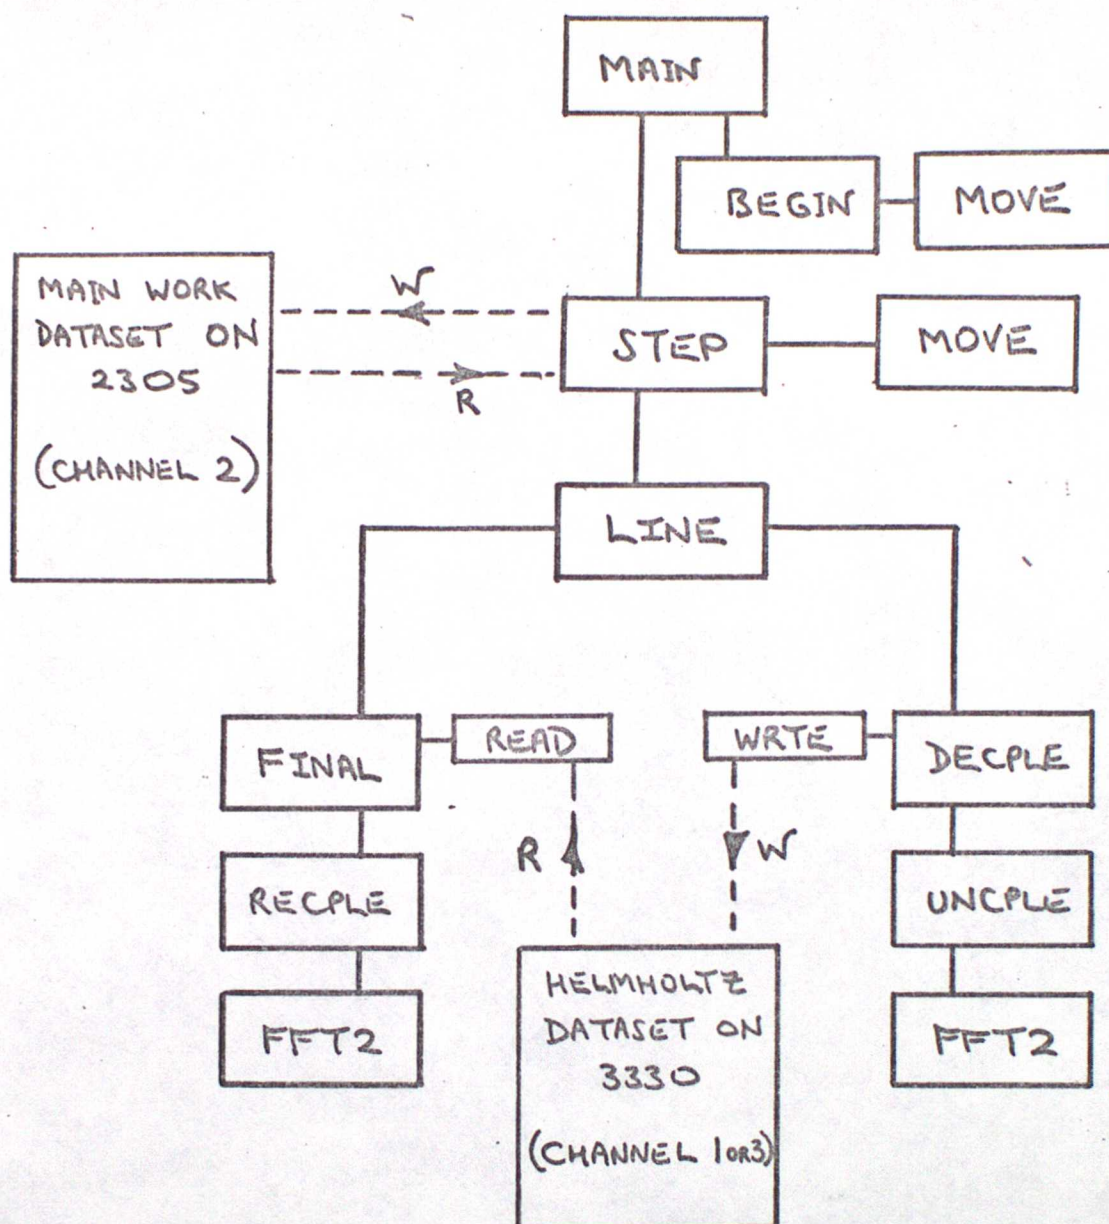 MAIN
BEGIN
MOVE
MAIN WORK
DATASET ON
2305
(CHANNEL 2)
W
R
STEP
MOVE
LINE
FINAL
READ
WRTE
DECPLE
R
W
RECPLE
UNCPLE
FFT2
HELMHOLTZ
DATASET ON
3330
(CHANNEL 1 OR 3)
FFT2